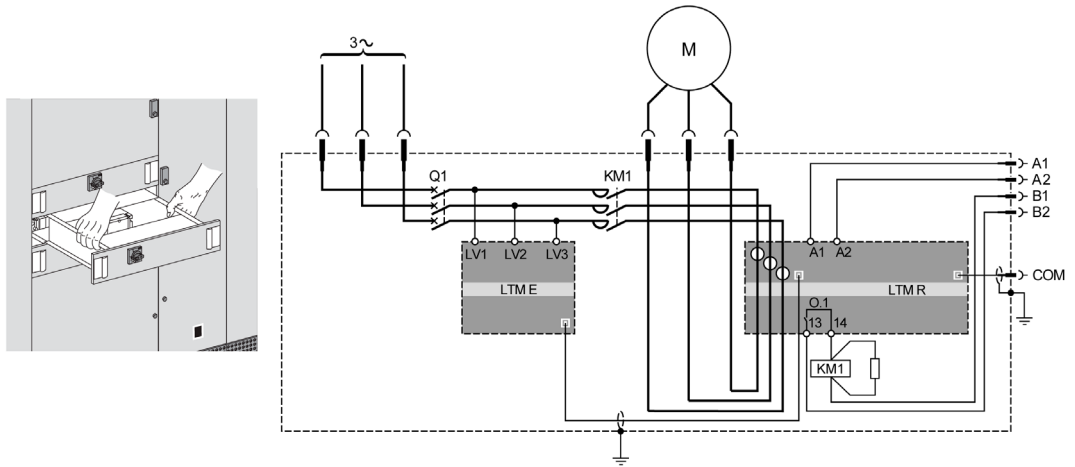 3∼
M
A1
A2
B1
B2
Q1
KM1
LV1 LV2 LV3
A1 A2
COM
LTM E
LTM R
O.1
13 14
KM1